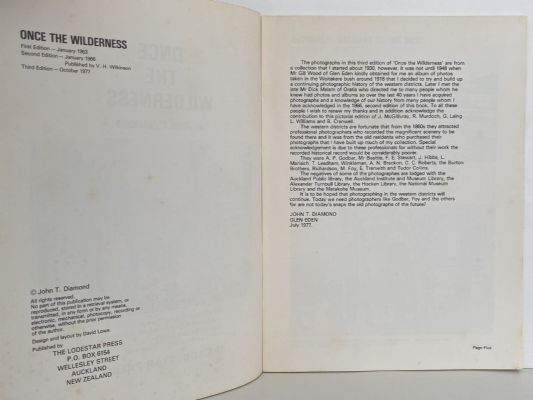 ONCE THE WILDERNESS
First Edition — January 1963
Second Edition — January 1966
Published by V. H. Wilkinson
Third Edition — October 1977
© John T. Diamond
All rights reserved.
No part of this publication may be
reproduced, stored in a retrieval system, or
transmitted, in any form or by any means,
electronic, mechanical, photocopy, recording or
otherwise, without the prior permission
of the author.
Design and layout by David Lowe.
Published by
THE LODESTAR PRESS
P.O. BOX 6154
WELLESLEY STREET
AUCKLAND
NEW ZEALAND
The photographs in this third edition of "Once the Wilderness" are from
a collection that I started about 1930, however, it was not until 1948 when
Mr Gill Wood of Glen Eden kindly obtained for me an album of photos
taken in the Waitakere bush around 1918 that I decided to try and build up
a continuing photographic history of the western districts. Later I met the
late Mr Dick Malam of Oratia who directed me to many people whom he
knew had photos and albums so over the last 40 years I have acquired
photographs and a knowledge of our history from many people whom I
have acknowledged in the 1966, second edition of this book. To all these
people I wish to renew my thanks and in addition acknowledge the
contribution to this pictorial edition of J. McGillivray, R. Murdoch, G. Laing
L. Williams and B. Cranwell.
The western districts are fortunate that from the 1860s they attracted
professional photographers who recorded the magnificent scenery to be
found there and it was from the old residents who purchased their
photographs that I have built up much of my collection. Special
acknowledgement is due to these professionals for without their work the
recorded historical record would be considerably poorer.
They were A. P. Godber, Mr Beattie, F. E. Stewart, J. Hibbs, L.
T. Leadham, Winkleman, A. N. Breckon, C. C. Roberts, the Burton
Brothers, Richardson, M. Foy, E. and Tudor Collins.
The negatives of some of the photographs are lodged with the
Auckland Public library, the Auckland Institute and Museum Library, the
Alexander Turnbull Library, the Hocken Library, the National Museum
Library and the Matakohe Museum.
It is to be hoped that photographing in the western districts will
continue. Today we need photographers like Godber, Foy and the others
for are not today's snaps the old photographs of the future?
JOHN T. DIAMOND
GLEN EDEN
July 1977.
Page Five